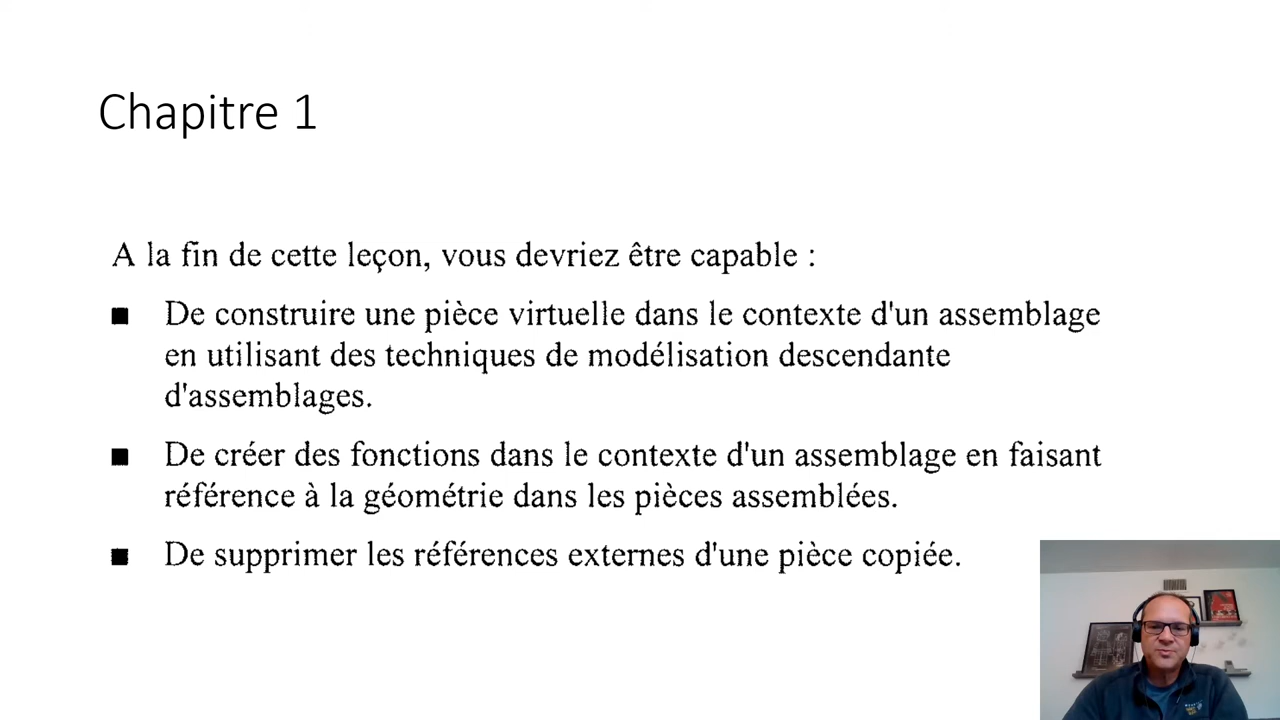 Chapitre 1
A la fin de cette leçon, vous devriez être capable :
■ De construire une pièce virtuelle dans le contexte d'un assemblage
en utilisant des techniques de modélisation descendante
d'assemblages.
■ De créer des fonctions dans le contexte d'un assemblage en faisant
référence à la géométrie dans les pièces assemblées.
■ De supprimer les références externes d'une pièce copiée.